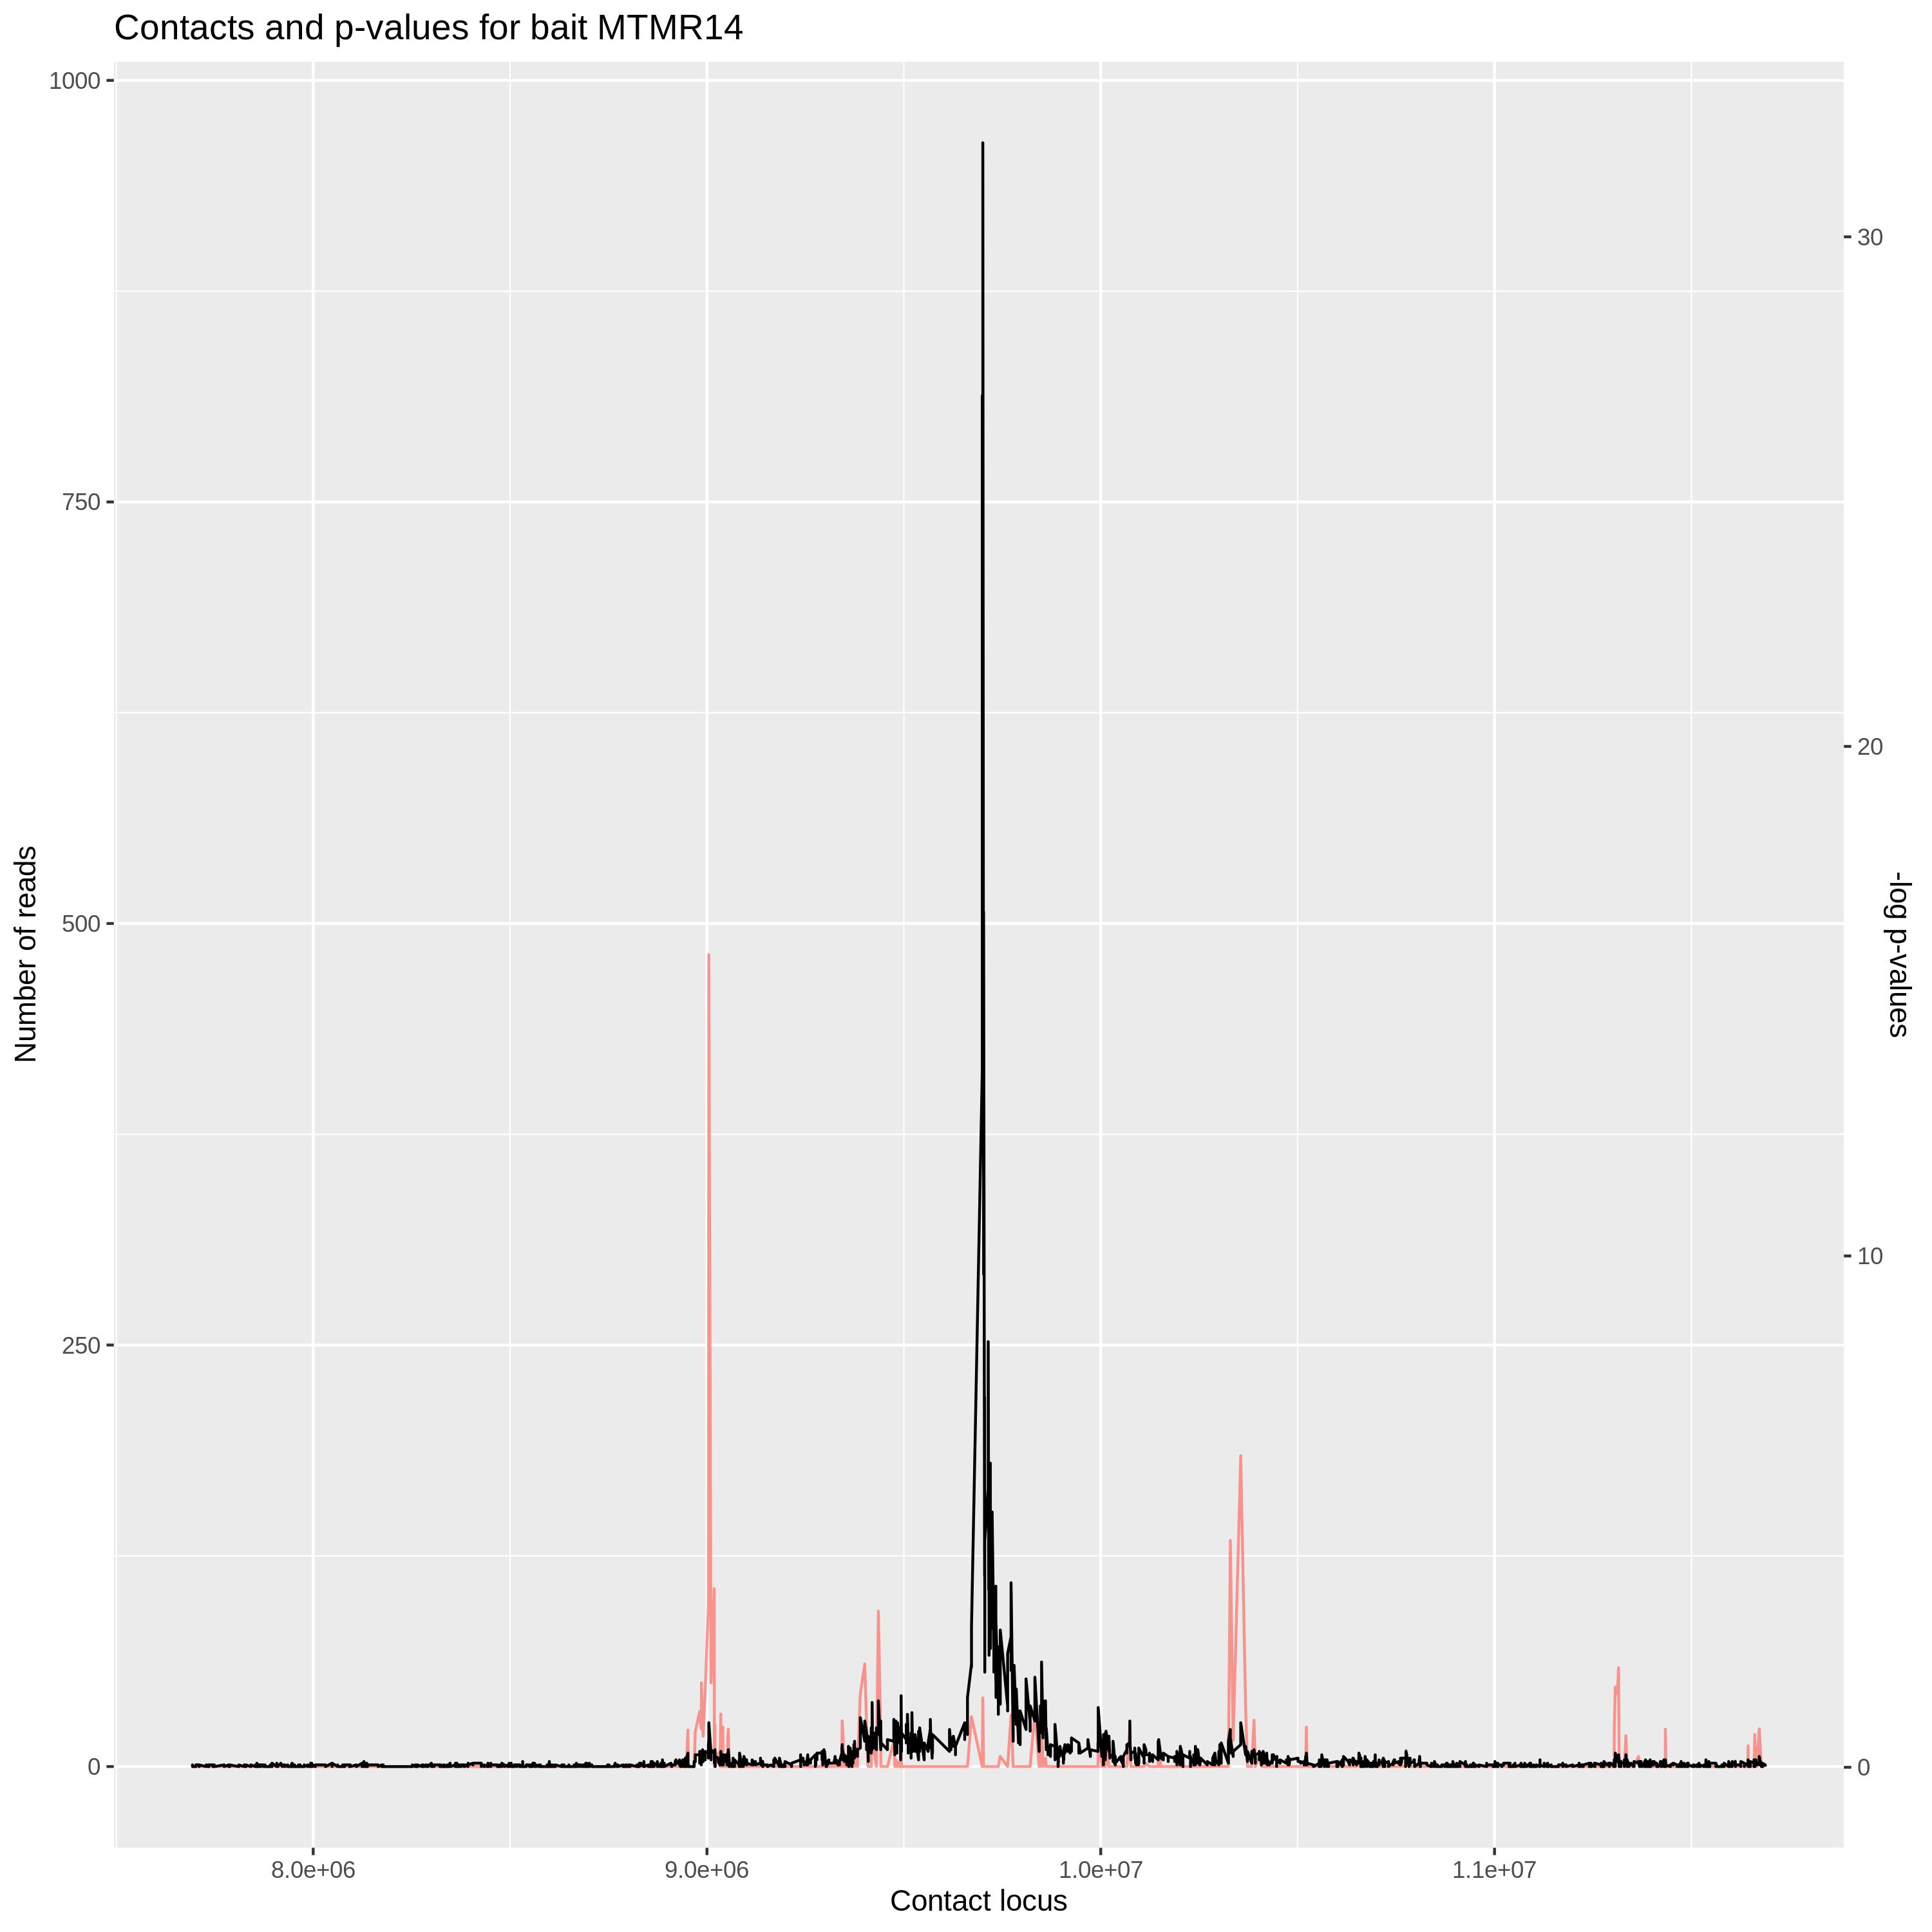 Contacts and p-values for bait MTMR14
1000
750
500
250
0
Number of reads
30
20
10
0
-log p-values
8.0e+06
9.0e+06
1.0e+07
1.1e+07
Contact locus